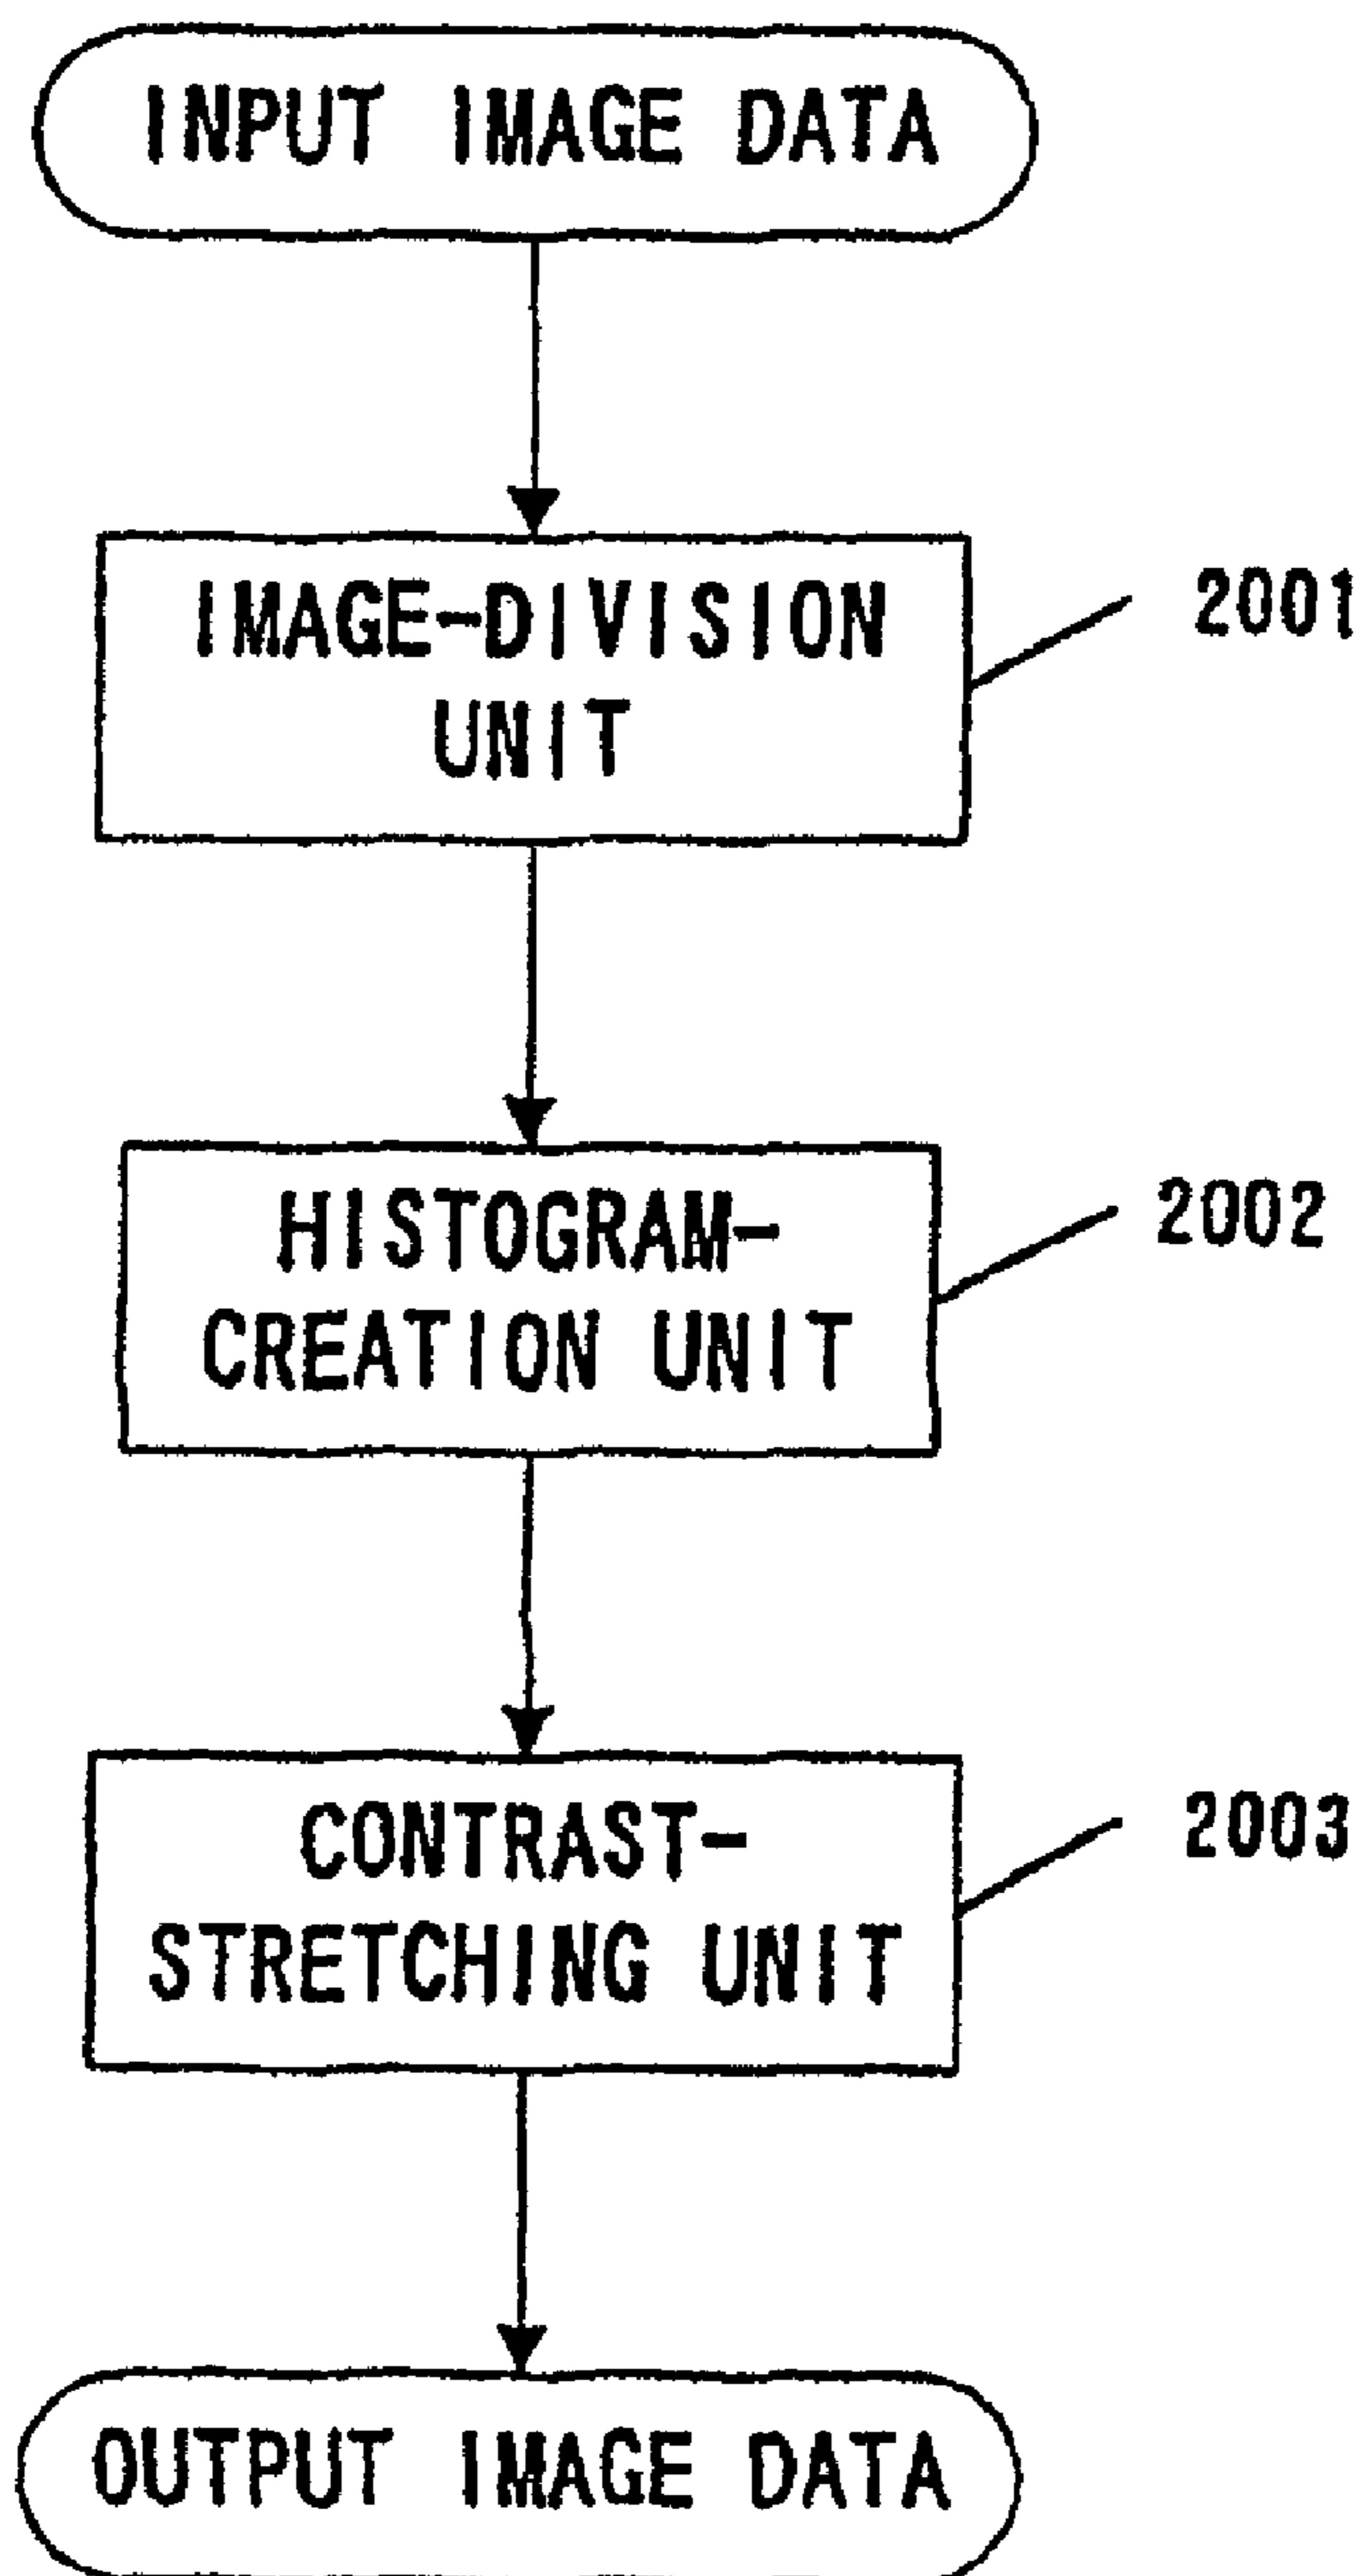 INPUT IMAGE DATA
IMAGE-DIVISION
UNIT
2001
HISTOGRAM-
CREATION UNIT
2002
CONTRAST-
STRETCHING UNIT
2003
OUTPUT IMAGE DATA